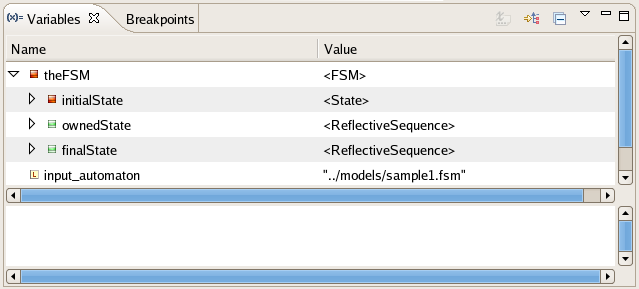 (x)= Variables Breakpoints
Name Value
theFSM <FSM>
initialState <State>
ownedState <ReflectiveSequence>
finalState <ReflectiveSequence>
L input_automaton "../models/sample1.fsm"